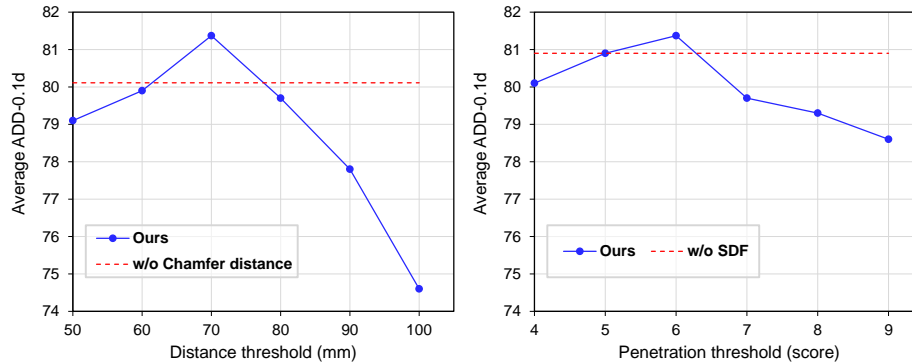 82
81
80
79
78
77
76
75
74
Average ADD-0.1d
Ours
w/o Chamfer distance
50 60 70 80 90 100
Distance threshold (mm)
82
81
80
79
78
77
76
75
74
Average ADD-0.1d
Ours w/o SDF
4 5 6 7 8 9
Penetration threshold (score)